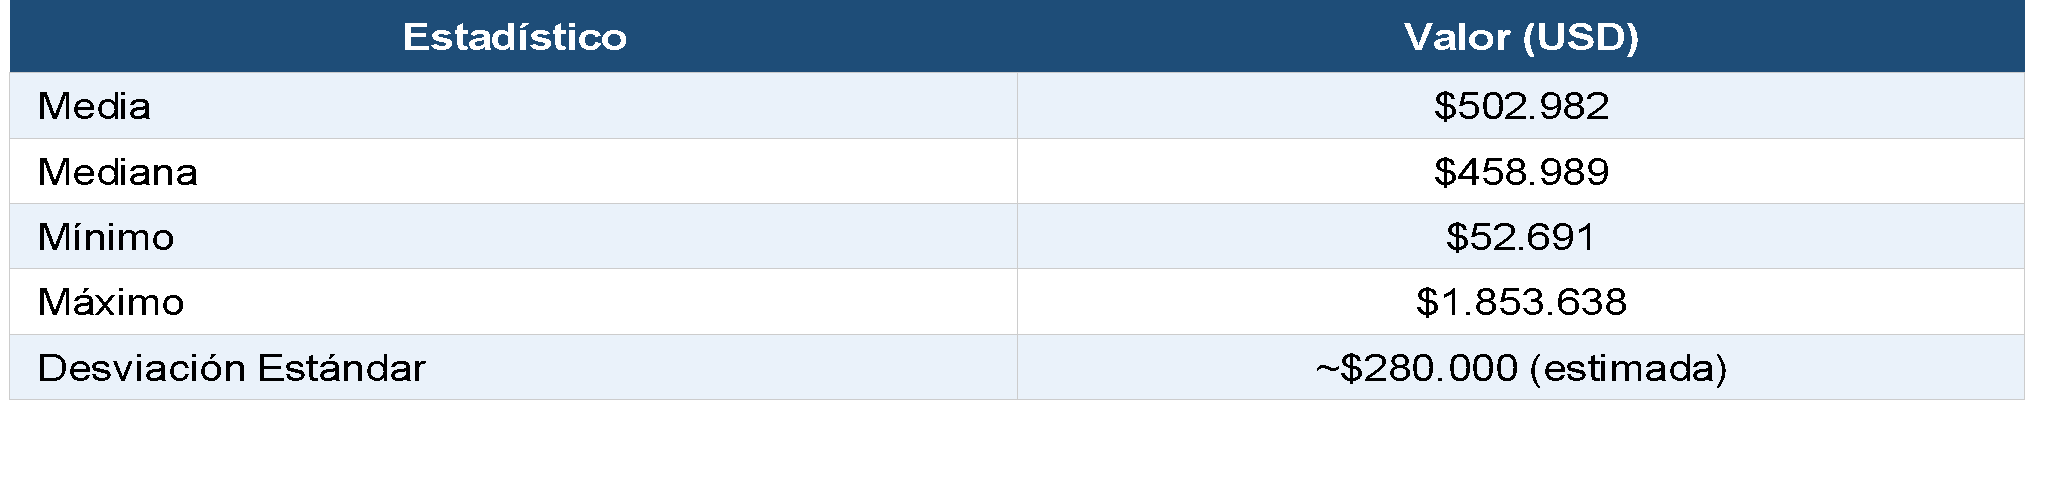 Estadístico Valor (USD)
Media $502.982
Mediana $458.989
Mínimo $52.691
Máximo $1.853.638
Desviación Estándar ~$280.000 (estimada)